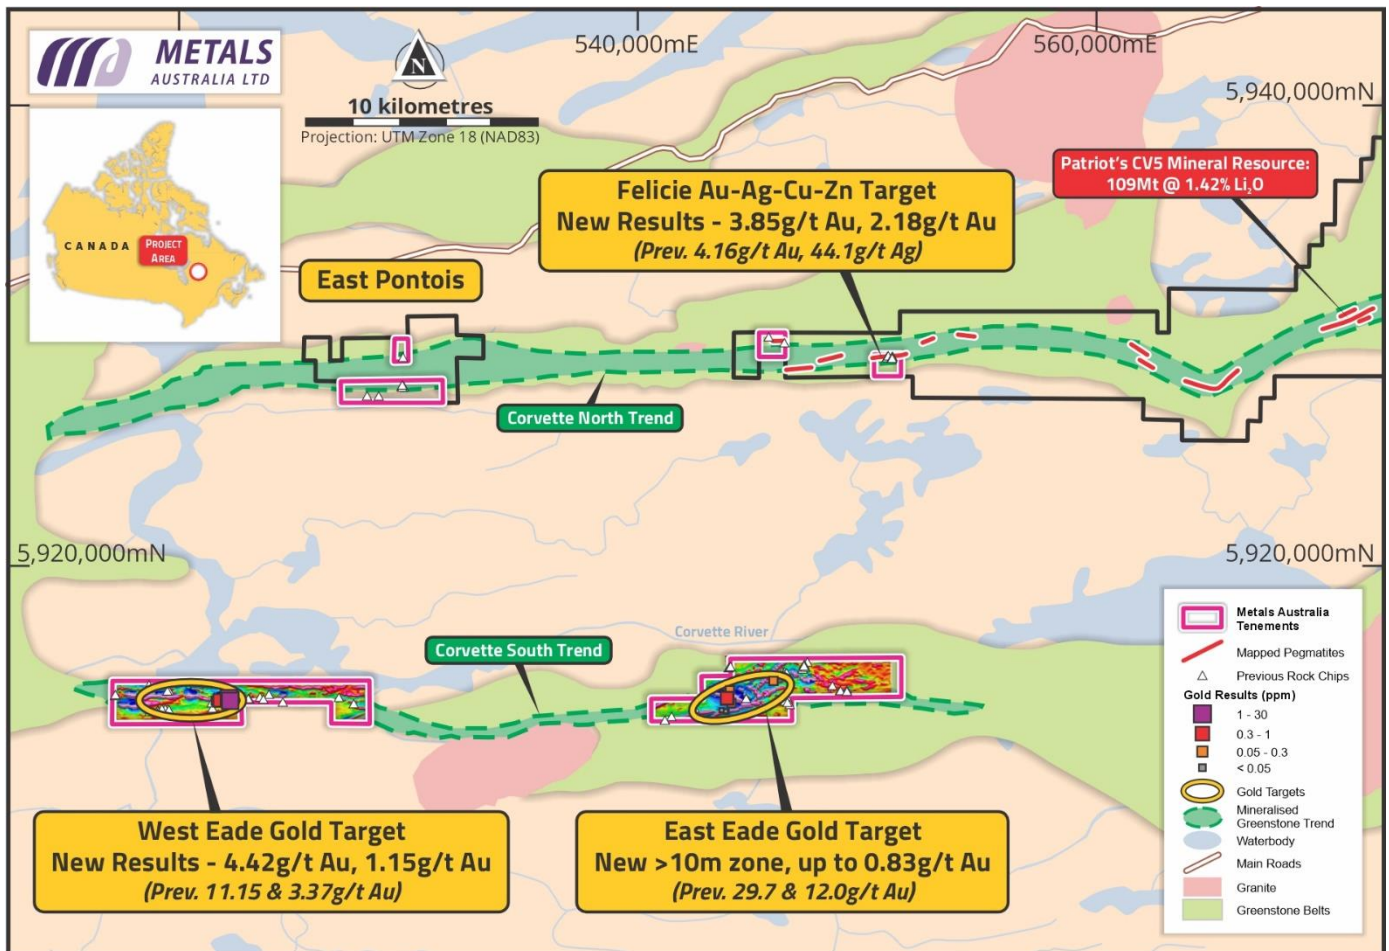 METALS
AUSTRALIA LTD
N
10 kilometres
Projection: UTM Zone 18 (NAD83)
540,000mE
560,000mE
5,940,000mN
CANADA
PROJECT
AREA
Patriot's CV5 Mineral Resource:
109Mt @ 1.42% Li₂O
Felicie Au-Ag-Cu-Zn Target
New Results - 3.85g/t Au, 2.18g/t Au
(Prev. 4.16g/t Au, 44.1g/t Ag)
East Pontois
Corvette North Trend
5,920,000mN
5,920,000mN
Corvette River
Corvette South Trend
West Eade Gold Target
New Results - 4.42g/t Au, 1.15g/t Au
(Prev. 11.15 & 3.37g/t Au)
East Eade Gold Target
New >10m zone, up to 0.83g/t Au
(Prev. 29.7 & 12.0g/t Au)
Metals Australia
Tenements
Mapped Pegmatites
Previous Rock Chips
Gold Results (ppm)
1 - 30
0.3 - 1
0.05 - 0.3
< 0.05
Gold Targets
Mineralised
Greenstone Trend
Waterbody
Main Roads
Granite
Greenstone Belts